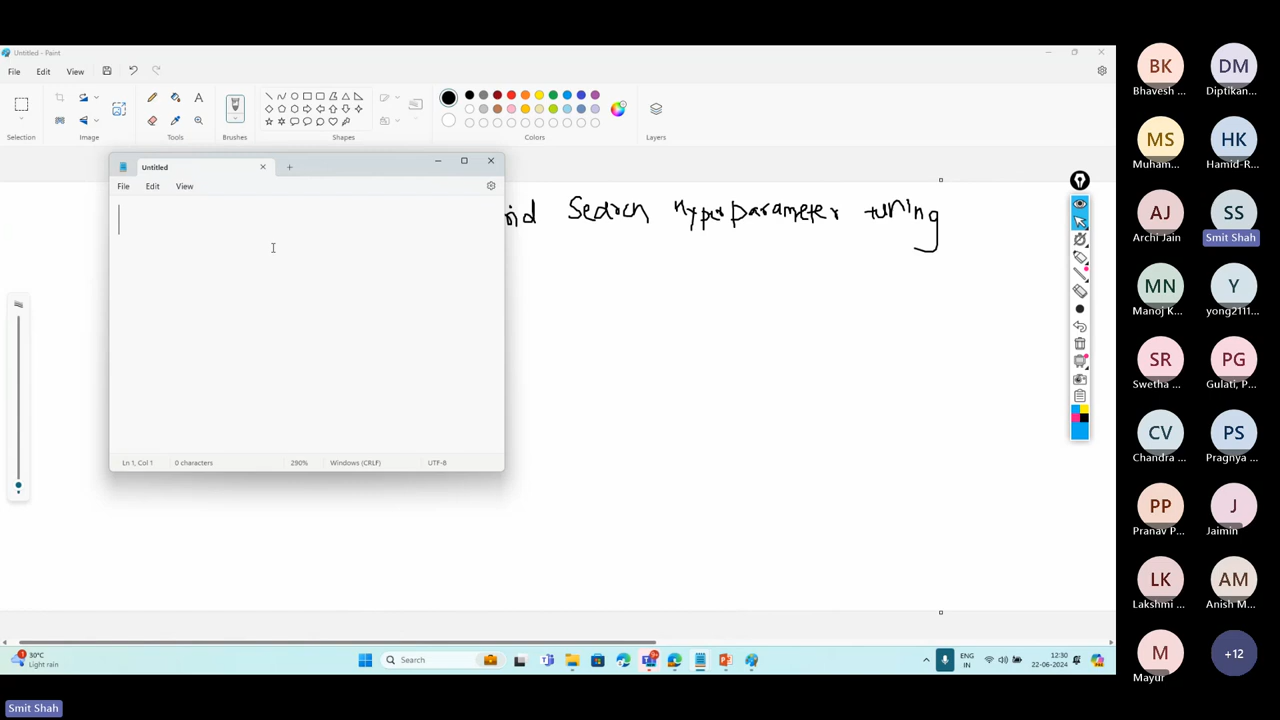 Untitled - Paint
File Edit View
Selection Image Tools Brushes Shapes Colors Layers
Untitled
File Edit View
Search Hyperparameter tuning
Ln 1, Col 1 0 characters 290% Windows (CRLF) UTF-8
30°C
Light rain
Search
ENG
IN
12:30
22-06-2024
BK
Bhavesh ...
DM
Diptikan...
MS
Muham...
HK
Hamid-R...
AJ
Archi Jain
SS
Smit Shah
MN
Manoj K...
Y
yong2111...
SR
Swetha ...
PG
Gulati, P...
CV
Chandra ...
PS
Pragnya ...
PP
Pranav P...
J
Jaimin
LK
Lakshmi ...
AM
Anish M...
M
Mayur
+12
Smit Shah